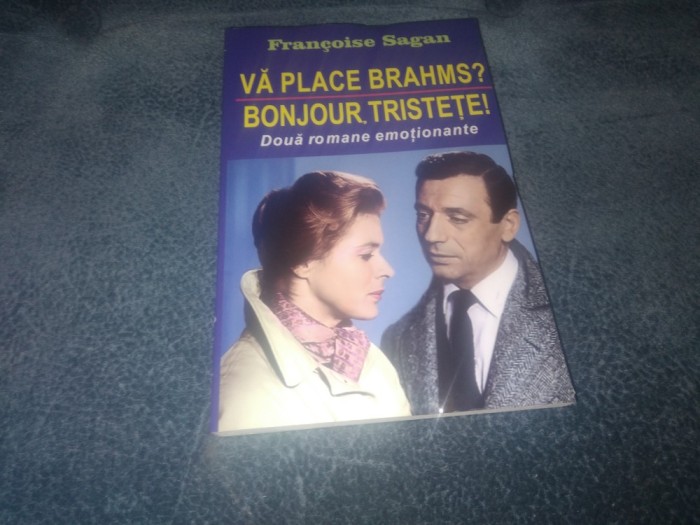 Françoise Sagan
VĂ PLACE BRAHMS?
BONJOUR, TRISTEȚE!
Două romane emoționante